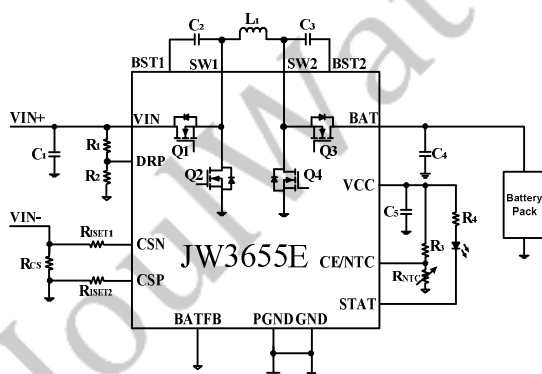 C2
L1
C3
BST1
SW1
SW2
BST2
VIN+
VIN
BAT
C1
R1
Q1
Q3
C4
DRP
R2
Q2
Q4
VCC
VIN-
C5
R4
Battery
Pack
RISET1
CSN
R3
RCS
JW3655E
CE/NTC
RISET2
CSP
RNTC
STAT
BATFB
PGND
GND
JoulWat